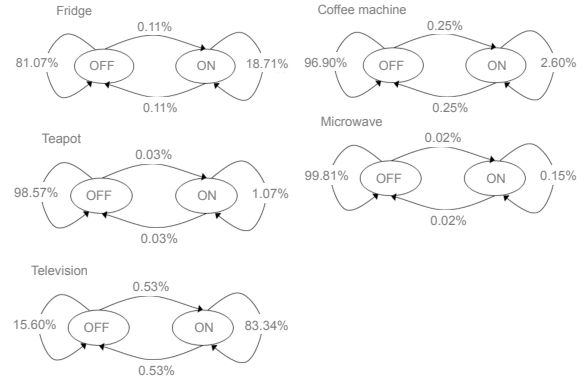 Fridge
0.11%
81.07%
OFF
ON
18.71%
0.11%
Coffee machine
0.25%
96.90%
OFF
ON
2.60%
0.25%
Teapot
0.03%
98.57%
OFF
ON
1.07%
0.03%
Microwave
0.02%
99.81%
OFF
ON
0.15%
0.02%
Television
0.53%
15.60%
OFF
ON
83.34%
0.53%